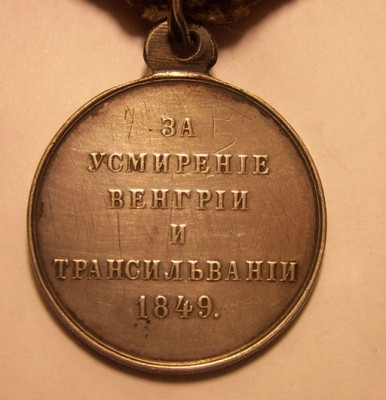 ЗА
УСМИРЕНІЕ
ВЕНГРІИ
И
ТРАНСИЛЬВАНІИ
1849.